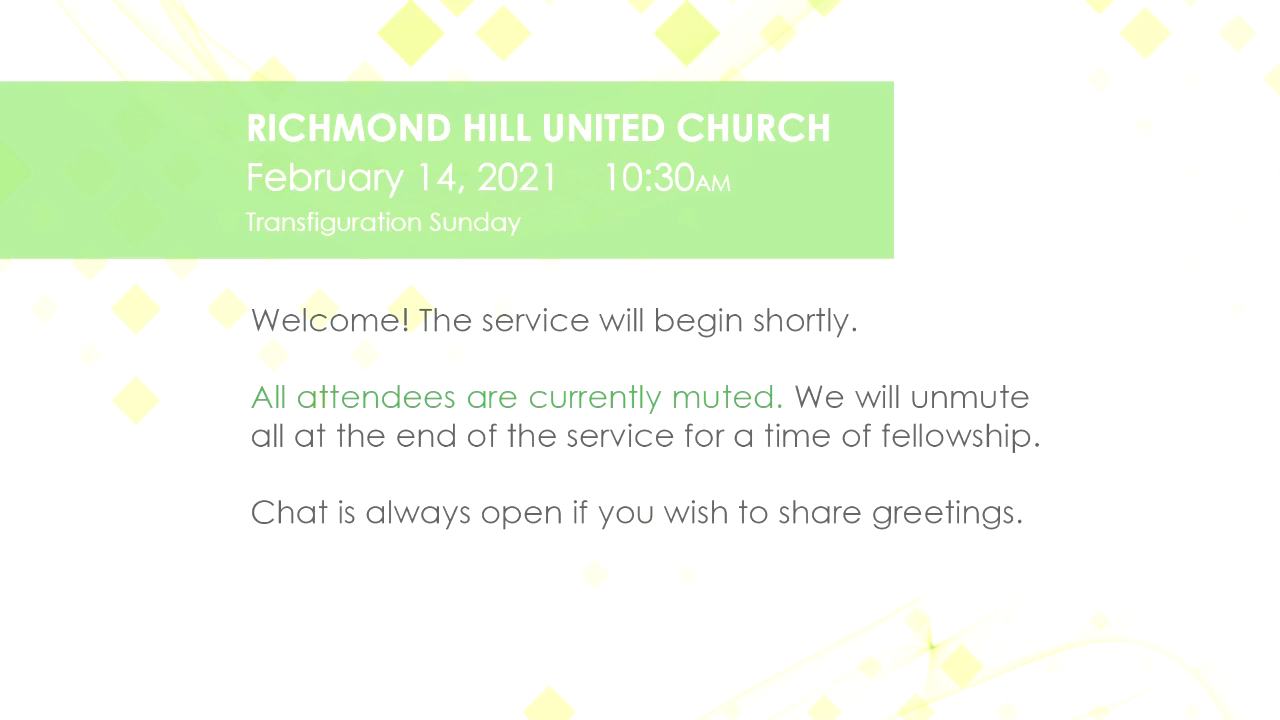 RICHMOND HILL UNITED CHURCH
February 14, 2021 10:30AM
Transfiguration Sunday
Welcome! The service will begin shortly.
All attendees are currently muted. We will unmute
all at the end of the service for a time of fellowship.
Chat is always open if you wish to share greetings.